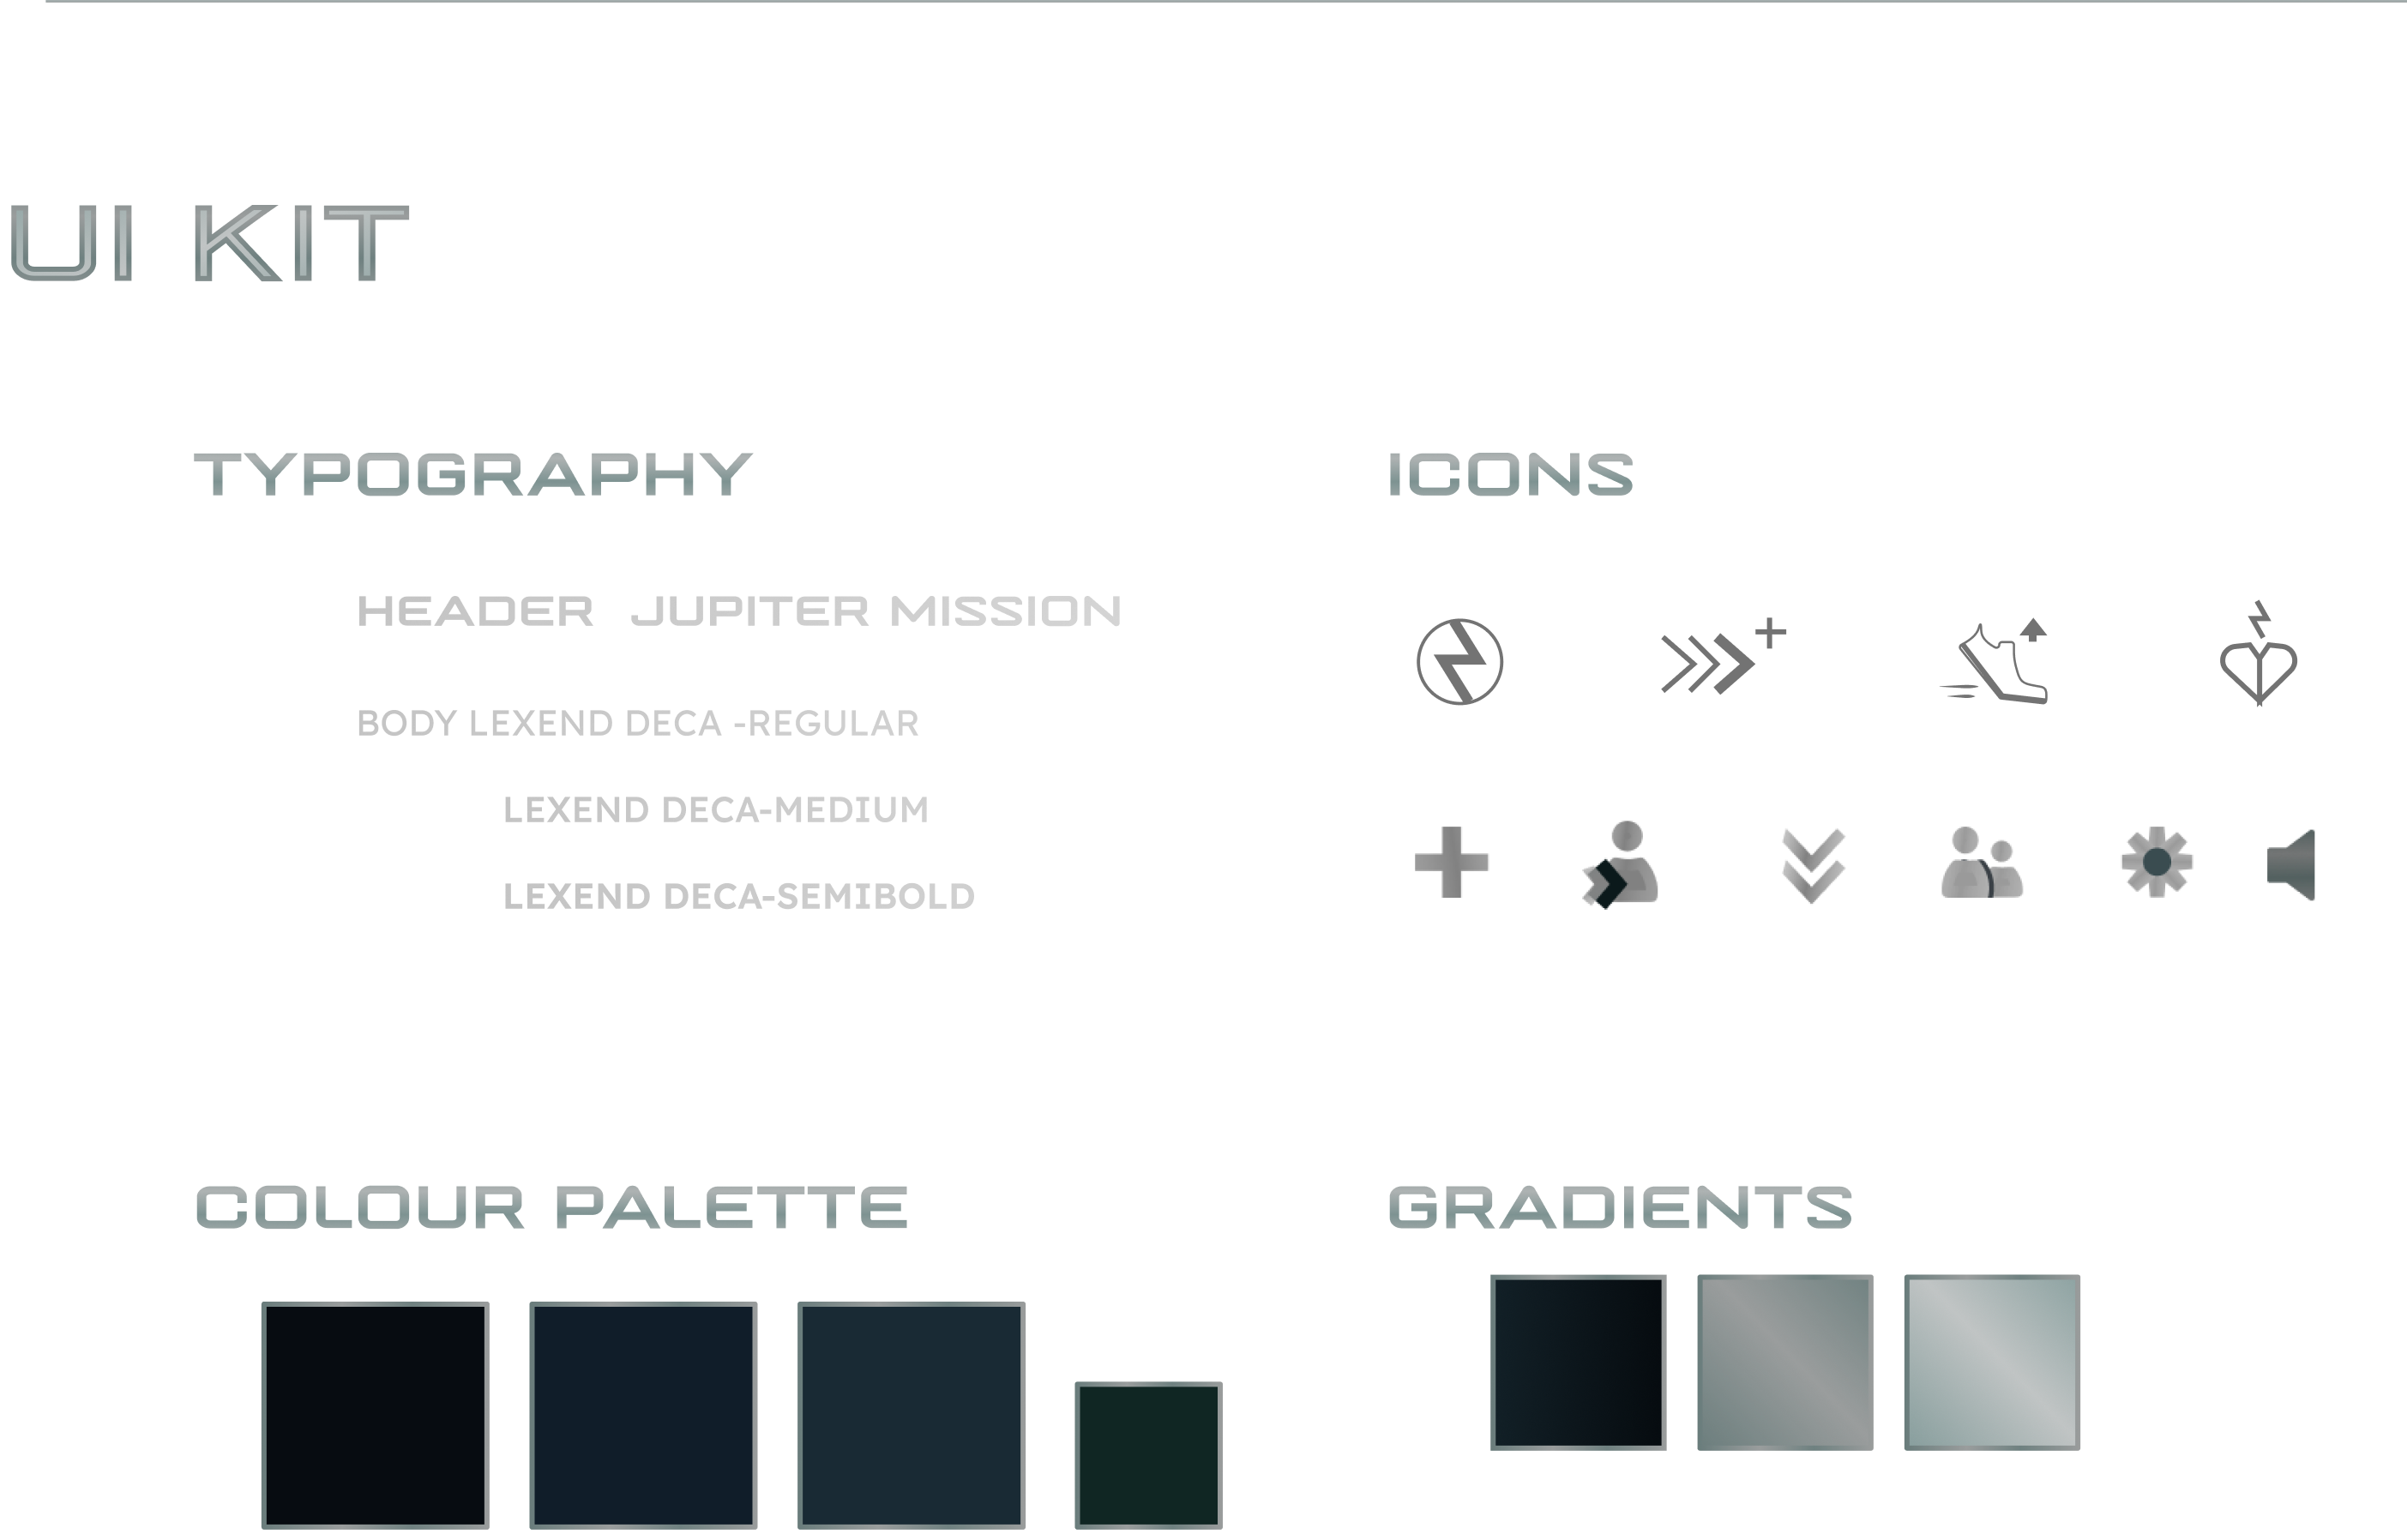 UI KIT
TYPOGRAPHY
HEADER JUPITER MISSION
BODY LEXEND DECA -REGULAR
LEXEND DECA-MEDIUM
LEXEND DECA-SEMIBOLD
ICONS
COLOUR PALETTE
GRADIENTS